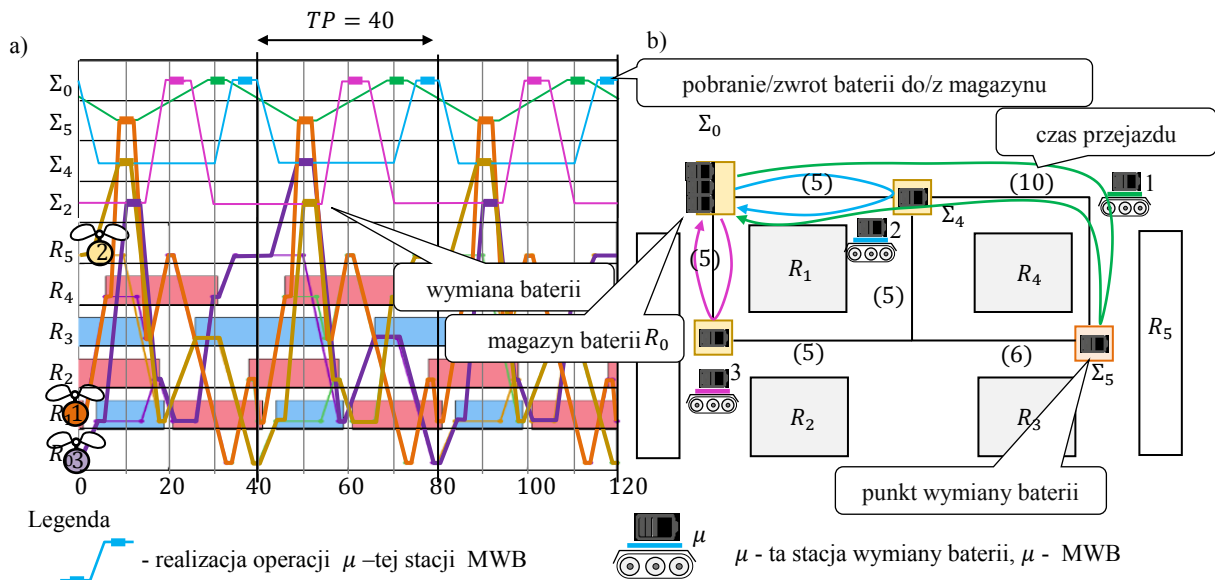 a)
TP = 40
b)
Σ0
Σ5
Σ4
Σ2
R5
R4
R3
R2
R1
R0
2
1
3
0 20 40 60 80 100 120
pobranie/zwrot baterii do/z magazynu
czas przejazdu
wymiana baterii
magazyn baterii
punkt wymiany baterii
Σ0
(5)
(10)
1
Σ4
2
(5)
R1
(5)
R4
R0
R5
(5)
(6)
Σ5
3
R2
R3
Legenda
- realizacja operacji μ –tej stacji MWB
μ
μ - ta stacja wymiany baterii, μ - MWB